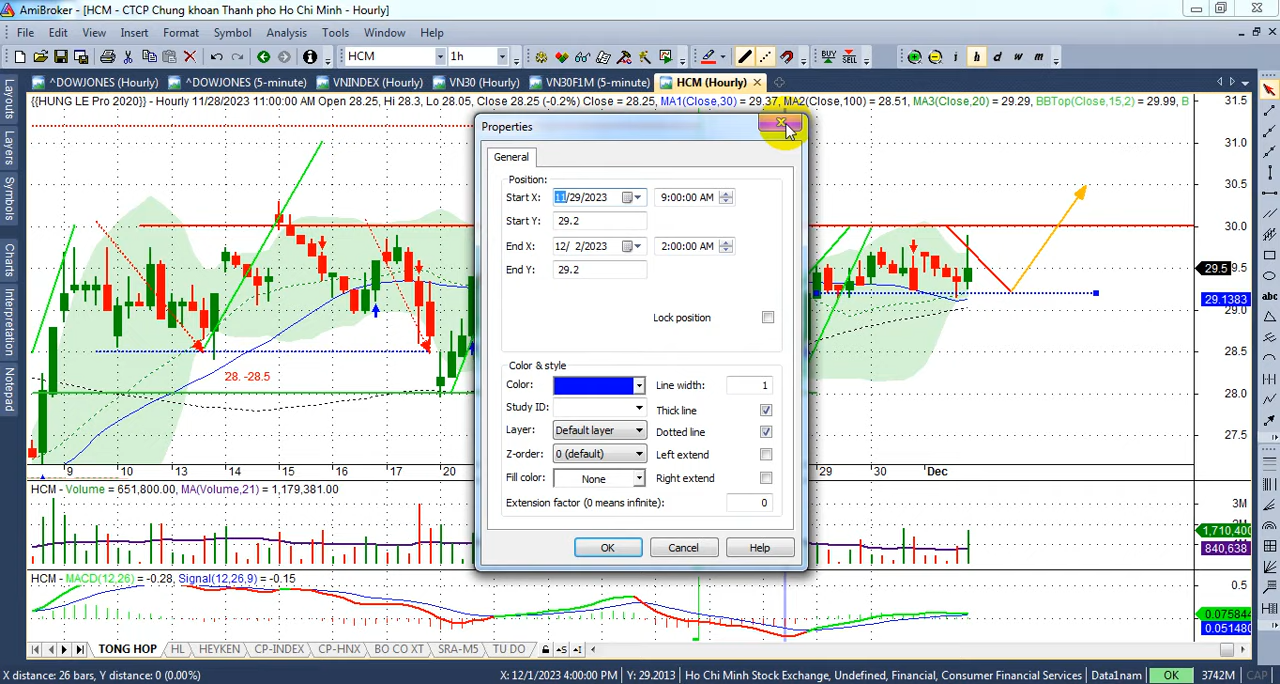 AmiBroker - [HCM - CTCP Chung khoan Thanh pho Ho Chi Minh - Hourly]
File Edit View Insert Format Symbol Analysis Tools Window Help
HCM 1h BUY SELL i h d w m
^DOWJONES (Hourly) ^DOWJONES (5-minute) VNINDEX (Hourly) VN30 (Hourly) VN30F1M (5-minute) HCM (Hourly)
{{HUNG LE Pro 2020}} - Hourly 11/28/2023 11:00:00 AM Open 28.25, Hi 28.3, Lo 28.05, Close 28.25 (-0.2%) Close = 28.25, MA1(Close,30) = 29.37, MA2(Close,100) = 28.51, MA3(Close,20) = 29.29, BBTop(Close,15,2) = 29.99, B
Layouts
Layers
Symbols
Charts
Interpretation
Notepad
Properties
General
Position:
Start X: 11/29/2023 9:00:00 AM
Start Y: 29.2
End X: 12/ 2/2023 2:00:00 AM
End Y: 29.2
Lock position
Color & style
Color: Line width: 1
Study ID: Thick line
Layer: Default layer Dotted line
Z-order: 0 (default) Left extend
Fill color: None Right extend
Extension factor (0 means infinite): 0
OK Cancel Help
28. -28.5
31.5
31.0
30.5
30.0
29.5
29.1383
29.0
28.5
28.0
27.5
9 10 13 14 15 16 17 20 29 30 Dec
HCM - Volume = 651,800.00, MA(Volume,21) = 1,179,381.00
3M
2M
1,710,400
840,638
HCM - MACD(12,26) = -0.28, Signal(12,26,9) = -0.15
0.5
0.075844
0.051480
TONG HOP HL HEYKEN CP-INDEX CP-HNX BO CO XT SRA-M5 TU DO
abc
X distance: 26 bars, Y distance: 0 (0.00%) X: 12/1/2023 4:00:00 PM Y: 29.2013 Ho Chi Minh Stock Exchange, Undefined, Financial, Consumer Financial Services Data1nam OK 3742M CAP